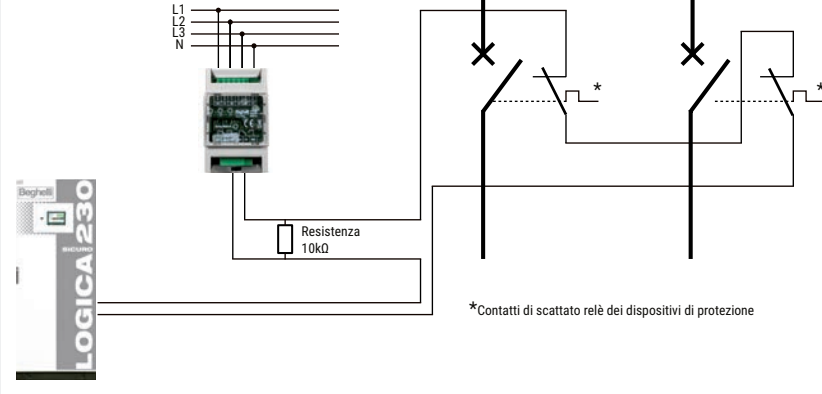 L1
L2
L3
N
*
*
Beghelli
LOGICA 230
SICURO
Resistenza
10kΩ
*Contatti di scattato relè dei dispositivi di protezione